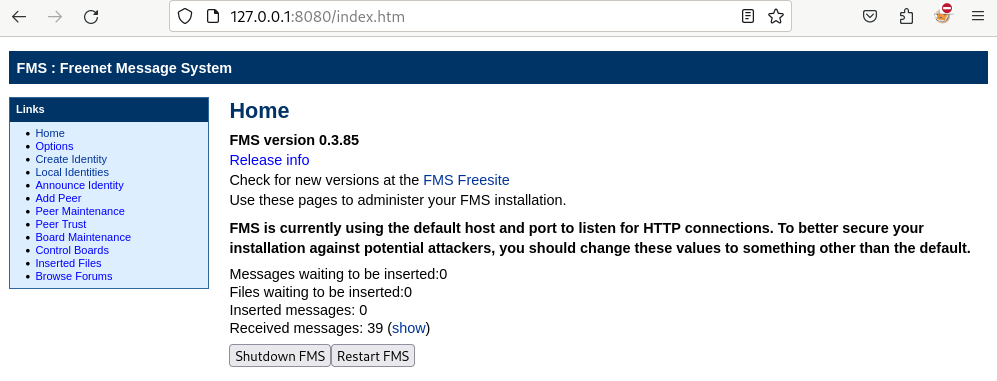 127.0.0.1:8080/index.htm
FMS : Freenet Message System
Links
Home
Options
Create Identity
Local Identities
Announce Identity
Add Peer
Peer Maintenance
Peer Trust
Board Maintenance
Control Boards
Inserted Files
Browse Forums
Home
FMS version 0.3.85
Release info
Check for new versions at the FMS Freesite
Use these pages to administer your FMS installation.
FMS is currently using the default host and port to listen for HTTP connections. To better secure your
installation against potential attackers, you should change these values to something other than the default.
Messages waiting to be inserted:0
Files waiting to be inserted:0
Inserted messages: 0
Received messages: 39 (show)
Shutdown FMS Restart FMS